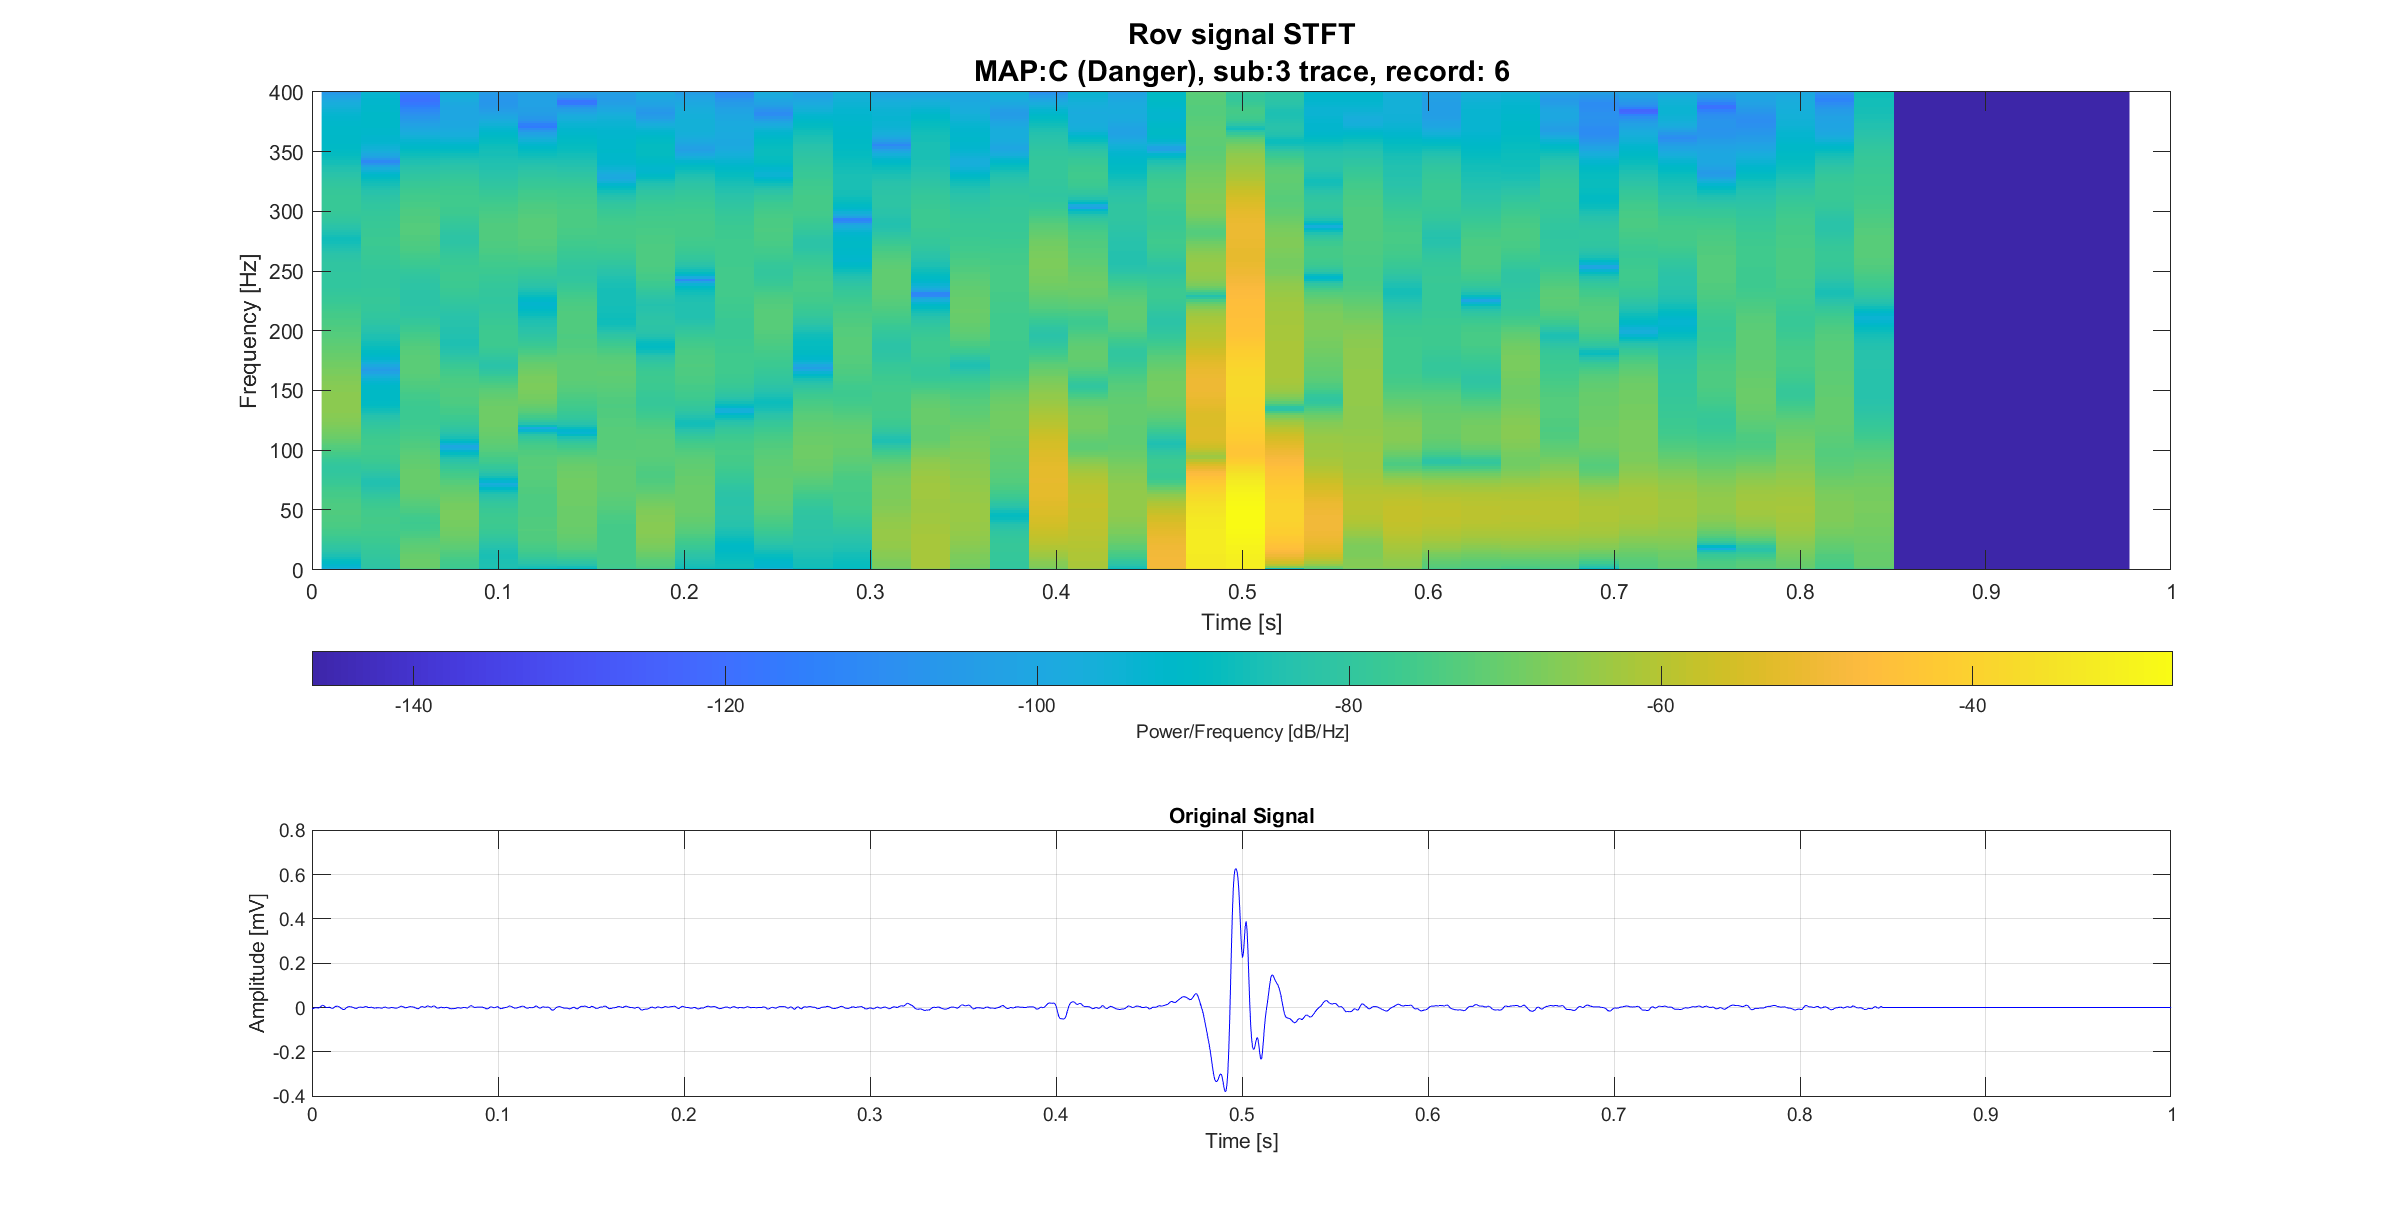 Rov signal STFT
MAP:C (Danger), sub:3 trace, record: 6
400
350
300
250
200
150
100
50
0
Frequency [Hz]
0 0.1 0.2 0.3 0.4 0.5 0.6 0.7 0.8 0.9 1
Time [s]
-140 -120 -100 -80 -60 -40
Power/Frequency [dB/Hz]
Original Signal
0.8
0.6
0.4
0.2
0
-0.2
-0.4
Amplitude [mV]
0 0.1 0.2 0.3 0.4 0.5 0.6 0.7 0.8 0.9 1
Time [s]